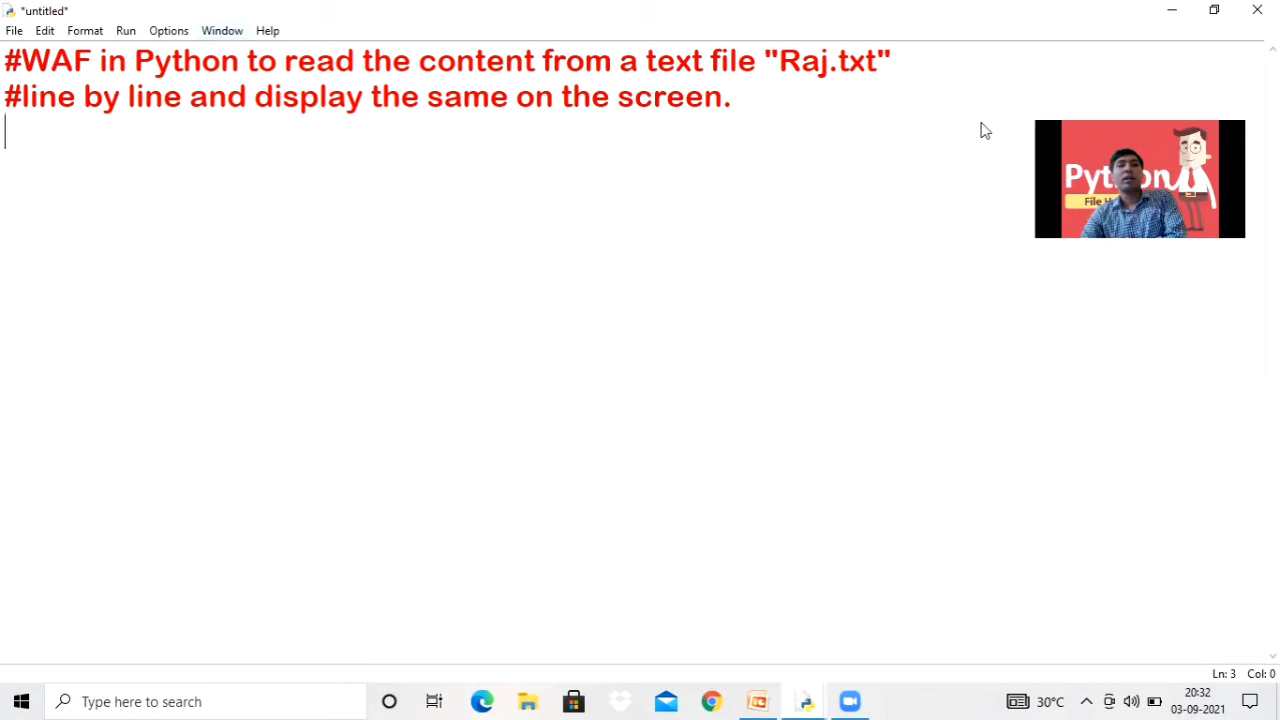 *untitled*
File Edit Format Run Options Window Help
#WAF in Python to read the content from a text file "Raj.txt"
#line by line and display the same on the screen.
Python
File H
Ln: 3 Col: 0
Type here to search
30°C
20:32
03-09-2021